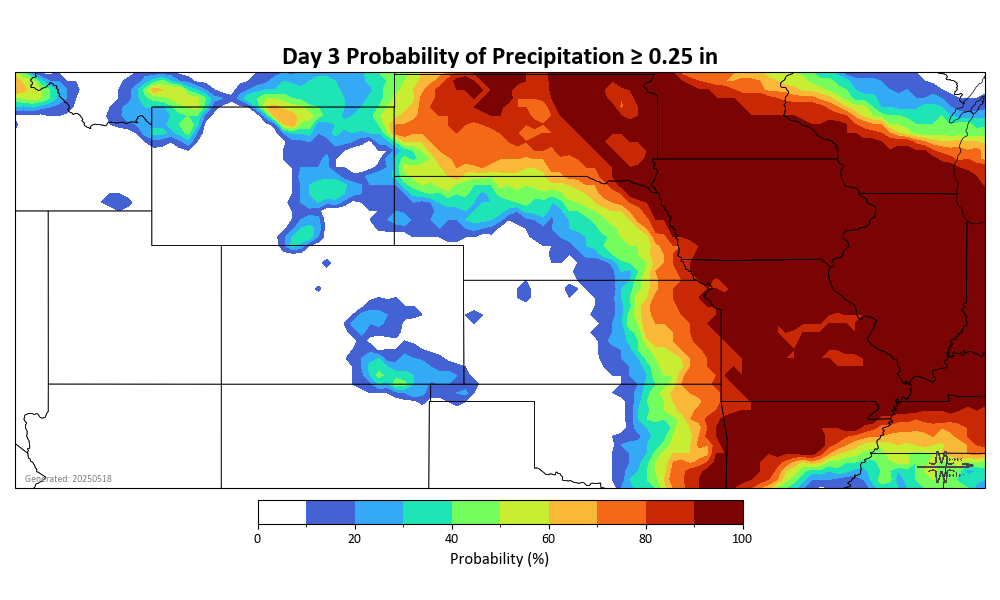 Day 3 Probability of Precipitation ≥ 0.25 in
Generated: 20250518
0 20 40 60 80 100
Probability (%)